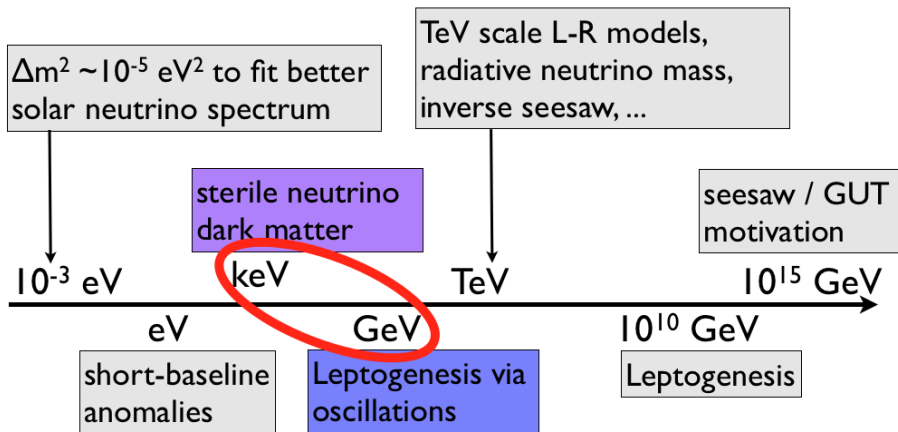 Δm² ~10⁻⁵ eV² to fit better
solar neutrino spectrum
TeV scale L-R models,
radiative neutrino mass,
inverse seesaw, ...
sterile neutrino
dark matter
seesaw / GUT
motivation
10⁻³ eV
keV
TeV
10¹⁵ GeV
eV
GeV
10¹⁰ GeV
short-baseline
anomalies
Leptogenesis via
oscillations
Leptogenesis